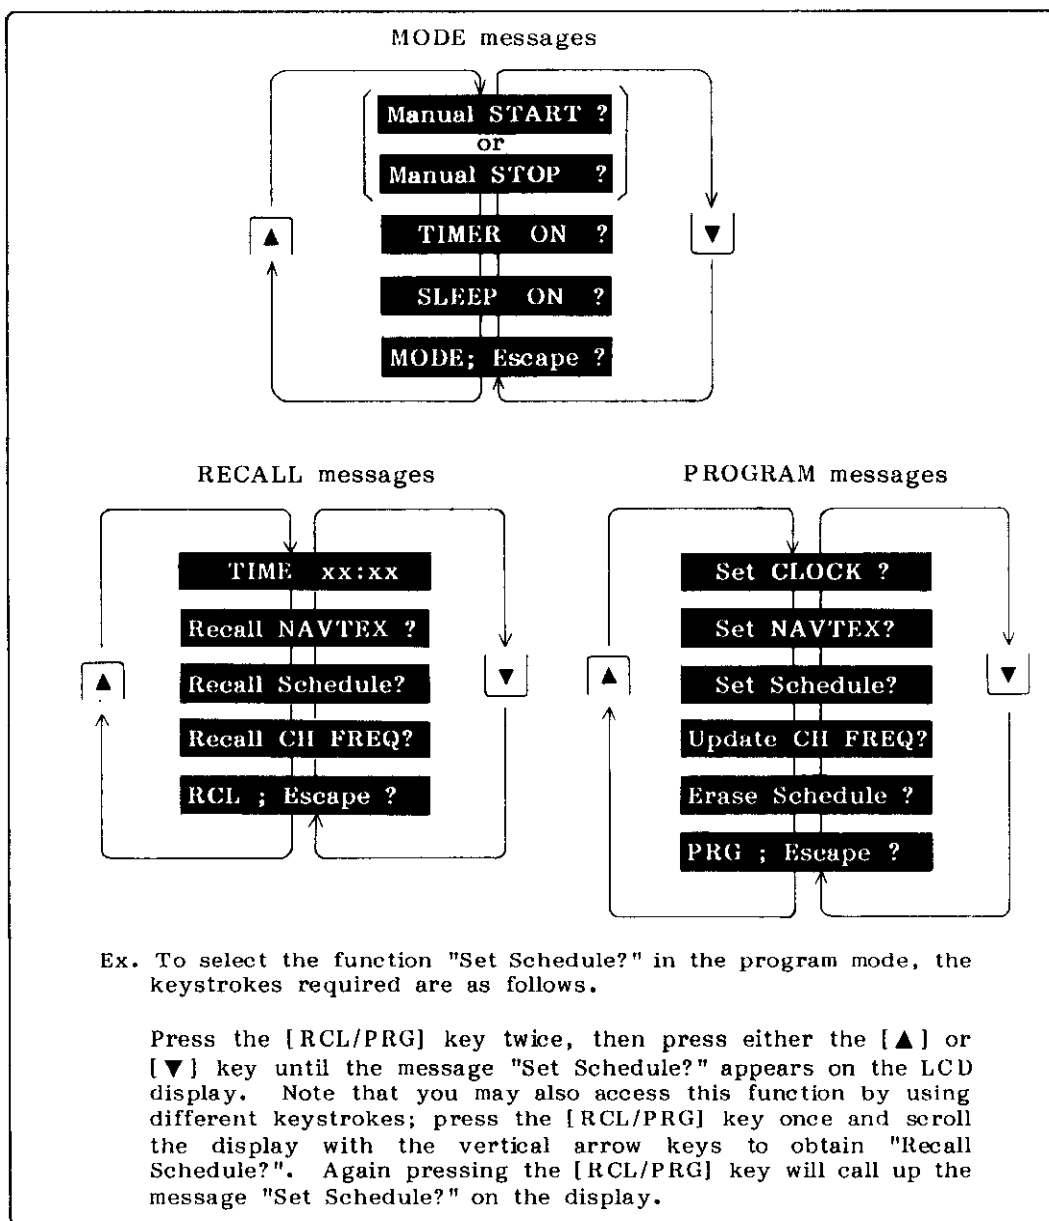 MODE messages
Manual START ?
or
Manual STOP ?
▲
TIMER ON ?
▼
SLEEP ON ?
MODE; Escape ?
RECALL messages
TIME xx:xx
Recall NAVTEX ?
▲
Recall Schedule?
▼
Recall CH FREQ?
RCL ; Escape ?
PROGRAM messages
Set CLOCK ?
Set NAVTEX?
▲
Set Schedule?
▼
Update CH FREQ?
Erase Schedule ?
PRG ; Escape ?
Ex. To select the function "Set Schedule?" in the program mode, the
keystrokes required are as follows.
Press the [RCL/PRG] key twice, then press either the [▲] or
[▼] key until the message "Set Schedule?" appears on the LCD
display. Note that you may also access this function by using
different keystrokes; press the [RCL/PRG] key once and scroll
the display with the vertical arrow keys to obtain "Recall
Schedule?". Again pressing the [RCL/PRG] key will call up the
message "Set Schedule?" on the display.